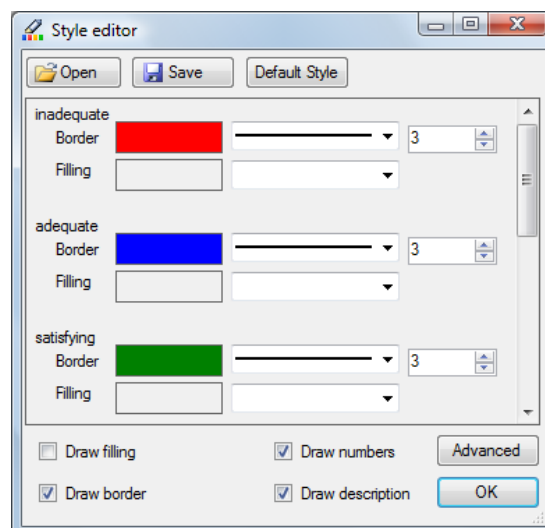 Style editor
Open Save Default Style
inadequate
Border 3
Filling
adequate
Border 3
Filling
satisfying
Border 3
Filling
Draw filling Draw numbers Advanced
Draw border Draw description OK